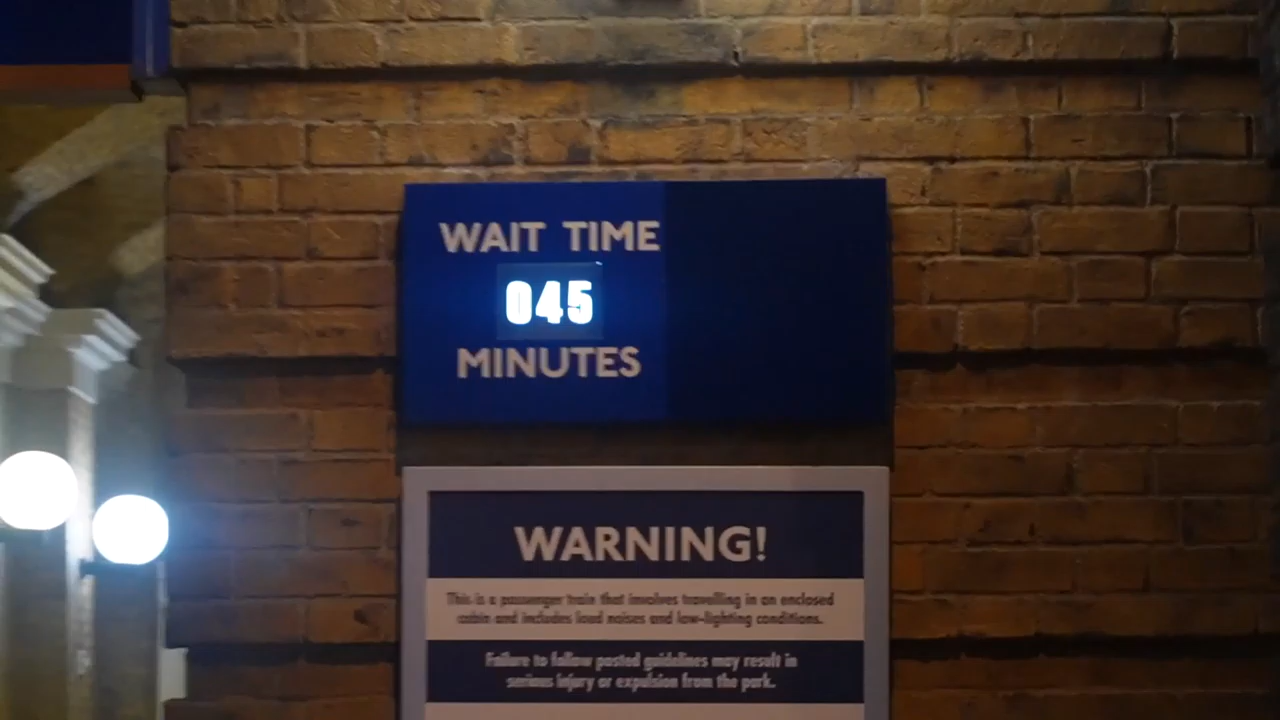 WAIT TIME
045
MINUTES
WARNING!
This is a passenger train that involves travelling in an enclosed
cabin and includes loud noises and low-lighting conditions.
Failure to follow posted guidelines may result in
serious injury or expulsion from the park.